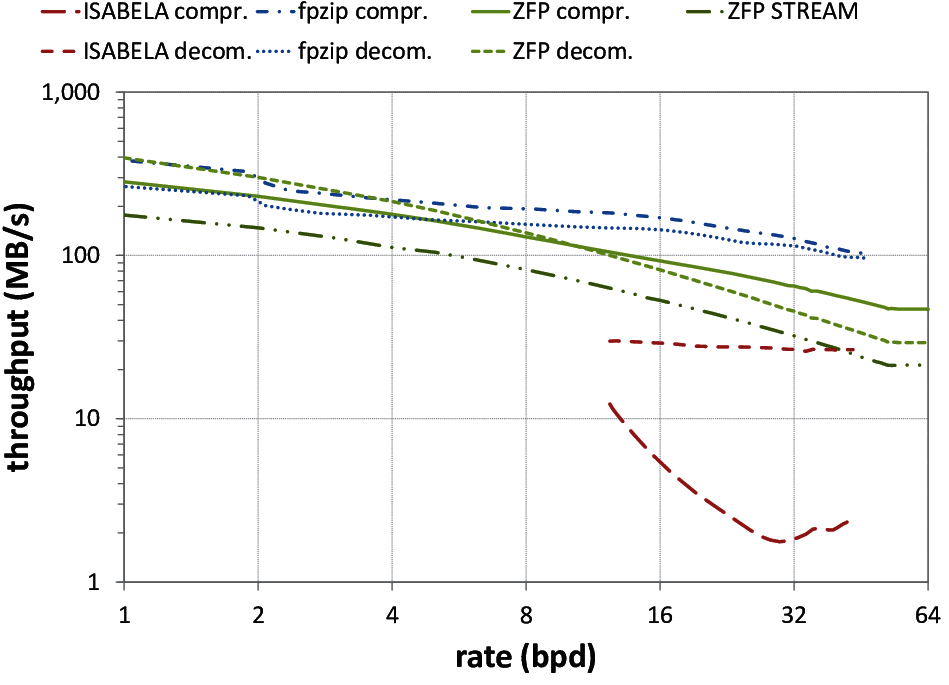 ISABELA compr. fpzip compr. ZFP compr. ZFP STREAM
ISABELA decom. fpzip decom. ZFP decom.
1,000
100
10
1
throughput (MB/s)
1 2 4 8 16 32 64
rate (bpd)